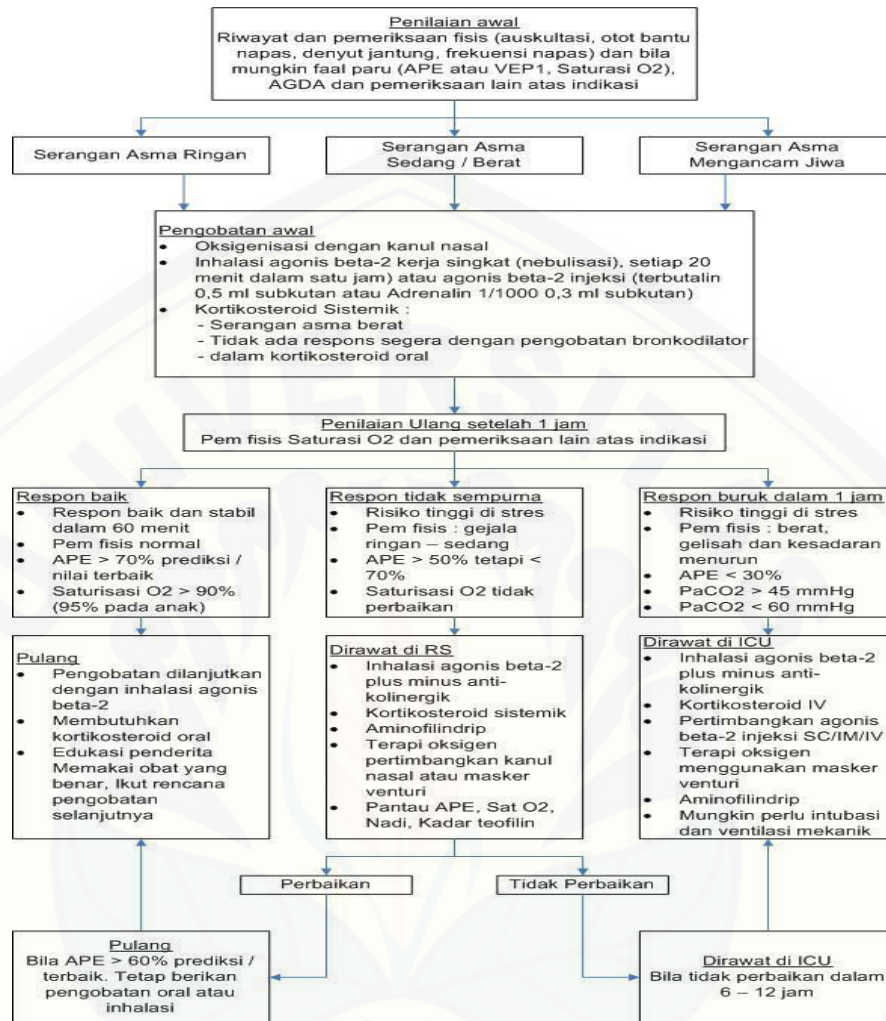 Penilaian awal
Riwayat dan pemeriksaan fisis (auskultasi, otot bantu
napas, denyut jantung, frekuensi napas) dan bila
mungkin faal paru (APE atau VEP1, Saturasi O2),
AGDA dan pemeriksaan lain atas indikasi
Serangan Asma Ringan
Serangan Asma
Sedang / Berat
Serangan Asma
Mengancam Jiwa
Pengobatan awal
• Oksigenisasi dengan kanul nasal
• Inhalasi agonis beta-2 kerja singkat (nebulisasi), setiap 20
menit dalam satu jam) atau agonis beta-2 injeksi (terbutalin
0,5 ml subkutan atau Adrenalin 1/1000 0,3 ml subkutan)
• Kortikosteroid Sistemik :
- Serangan asma berat
- Tidak ada respons segera dengan pengobatan bronkodilator
- dalam kortikosteroid oral
Penilaian Ulang setelah 1 jam
Pem fisis Saturasi O2 dan pemeriksaan lain atas indikasi
Respon baik
• Respon baik dan stabil
dalam 60 menit
• Pem fisis normal
• APE > 70% prediksi /
nilai terbaik
• Saturisasi O2 > 90%
(95% pada anak)
Respon tidak sempurna
• Risiko tinggi di stres
• Pem fisis : gejala
ringan – sedang
• APE > 50% tetapi <
70%
• Saturisasi O2 tidak
perbaikan
Respon buruk dalam 1 jam
• Risiko tinggi di stres
• Pem fisis : berat,
gelisah dan kesadaran
menurun
• APE < 30%
• PaCO2 > 45 mmHg
• PaCO2 < 60 mmHg
Pulang
• Pengobatan dilanjutkan
dengan inhalasi agonis
beta-2
• Membutuhkan
kortikosteroid oral
• Edukasi penderita
Memakai obat yang
benar, Ikut rencana
pengobatan
selanjutnya
Dirawat di RS
• Inhalasi agonis beta-2
plus minus anti-
kolinergik
• Kortikosteroid sistemik
• Aminofilindrip
• Terapi oksigen
pertimbangkan kanul
nasal atau masker
venturi
• Pantau APE, Sat O2,
Nadi, Kadar teofilin
Dirawat di ICU
• Inhalasi agonis beta-2
plus minus anti-
kolinergik
• Kortikosteroid IV
• Pertimbangkan agonis
beta-2 injeksi SC/IM/IV
• Terapi oksigen
menggunakan masker
venturi
• Aminofilindrip
• Mungkin perlu intubasi
dan ventilasi mekanik
Perbaikan
Tidak Perbaikan
Pulang
Bila APE > 60% prediksi /
terbaik. Tetap berikan
pengobatan oral atau
inhalasi
Dirawat di ICU
Bila tidak perbaikan dalam
6 – 12 jam